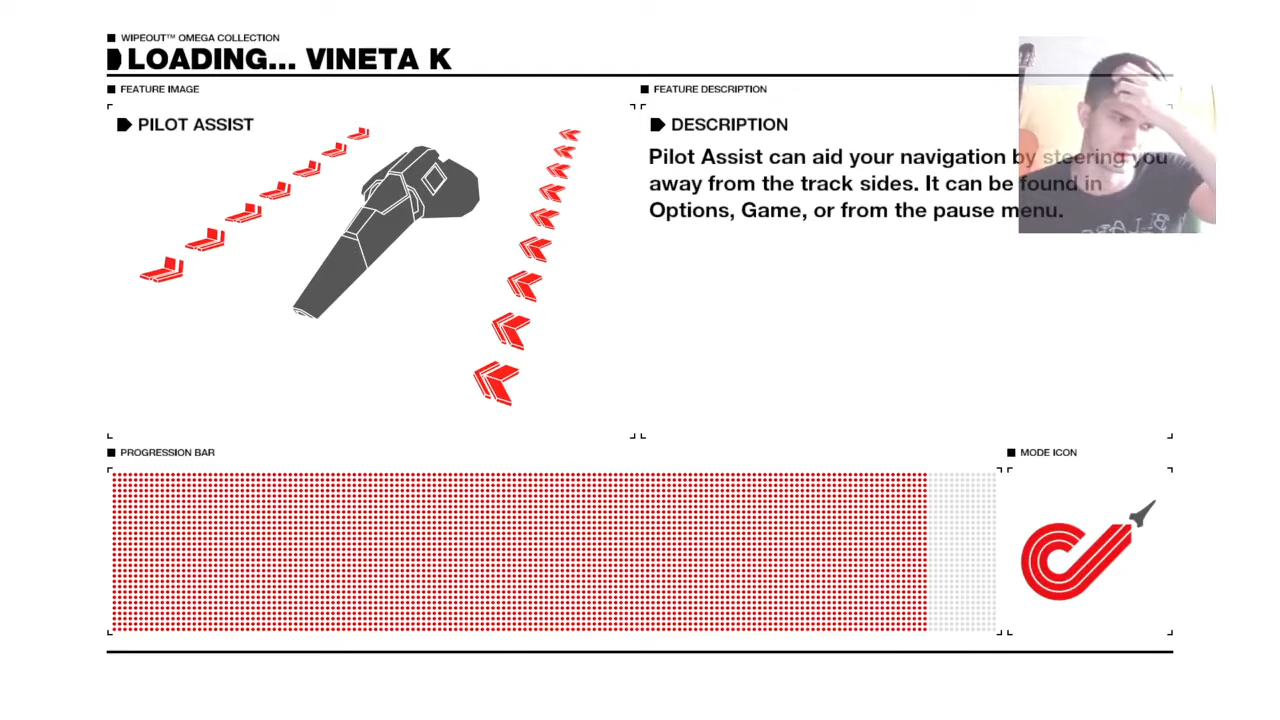 WIPEOUT™ OMEGA COLLECTION
LOADING... VINETA K
FEATURE IMAGE
PILOT ASSIST
FEATURE DESCRIPTION
DESCRIPTION
Pilot Assist can aid your navigation by steering you
away from the track sides. It can be found in
Options, Game, or from the pause menu.
PROGRESSION BAR
MODE ICON